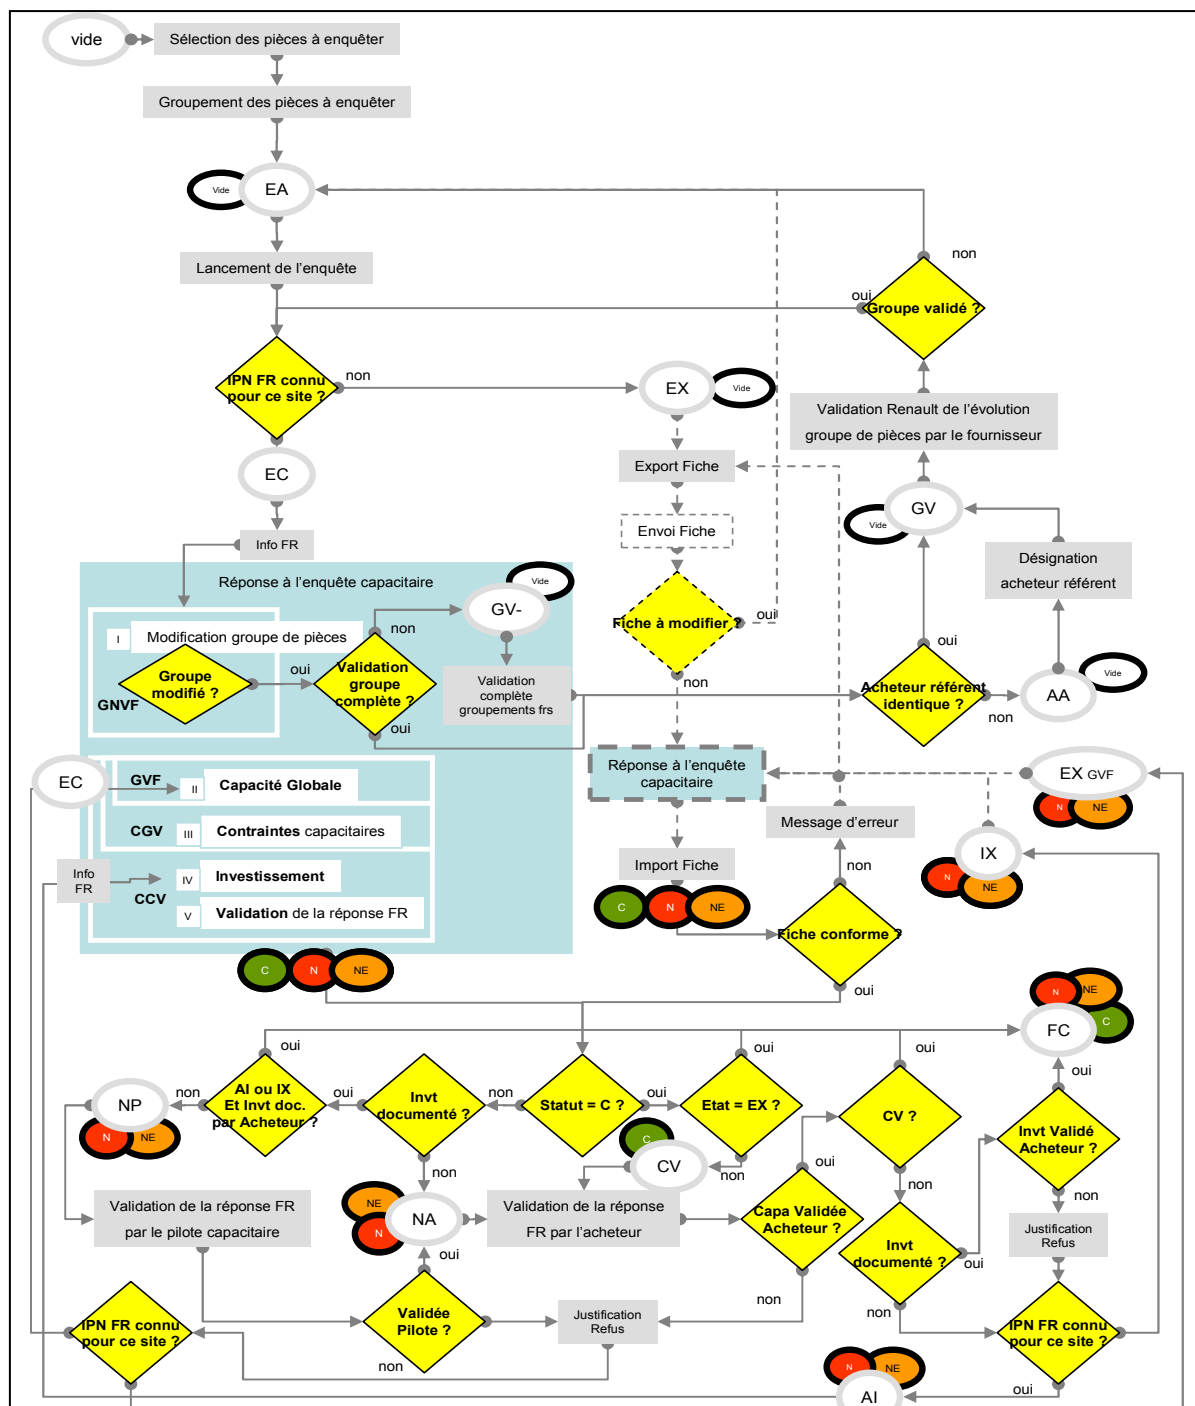 vide
Sélection des pièces à enquêter
Groupement des pièces à enquêter
Vide
EA
Lancement de l'enquête
non
oui
Groupe validé ?
IPN FR connu
pour ce site ?
non
EX
Vide
Validation Renault de l'évolution
groupe de pièces par le fournisseur
EC
Export Fiche
GV
Vide
Info FR
Envoi Fiche
Désignation
acheteur référent
Réponse à l'enquête capacitaire
Vide
GV-
I
Modification groupe de pièces
non
Fiche à modifier ?
oui
Groupe
modifié ?
oui
Validation
groupe
complète ?
GNVF
oui
Validation
complète
groupements frs
non
oui
Acheteur référent
identique ?
non
AA
Vide
EC
GVF
II
Capacité Globale
Réponse à l'enquête
capacitaire
EX GVF
N
NE
CGV
III
Contraintes capacitaires
Message d'erreur
IX
N
NE
Info
FR
CCV
IV
Investissement
V
Validation de la réponse FR
Import Fiche
non
C
N
NE
Fiche conforme ?
oui
C
N
NE
N
NE
C
FC
oui
oui
oui
oui
NP
N
NE
non
AI ou IX
Et Invt doc.
par Acheteur ?
oui
Invt
documenté ?
non
Statut = C ?
oui
Etat = EX ?
CV ?
Invt Validé
Acheteur ?
C
CV
non
non
oui
non
non
Validation de la réponse FR
par le pilote capacitaire
NE
N
NA
Validation de la réponse
FR par l'acheteur
Capa Validée
Acheteur ?
Invt
documenté ?
oui
Justification
Refus
oui
non
non
IPN FR connu
pour ce site ?
Validée
Pilote ?
Justification
Refus
IPN FR connu
pour ce site ?
non
non
oui
N
NE
AI